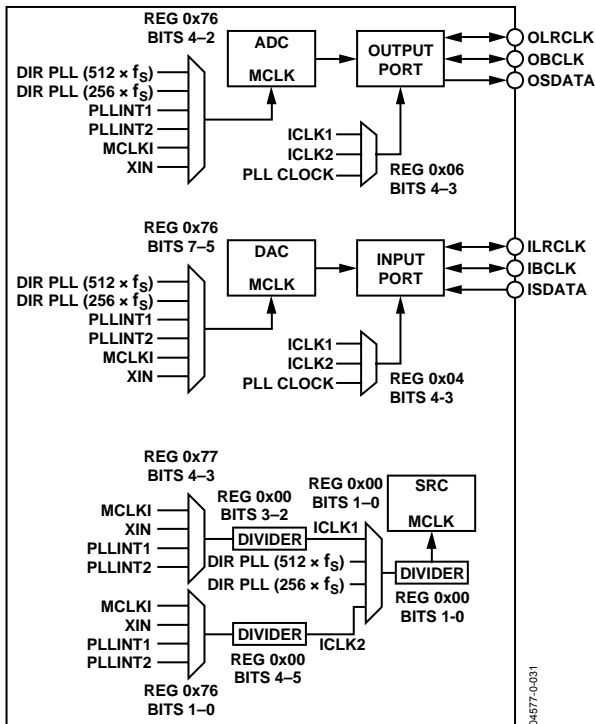 REG 0x76
BITS 4–2
ADC
MCLK
OUTPUT
PORT
OLRCLK
OBCLK
OSDATA
DIR PLL (512 × fS)
DIR PLL (256 × fS)
PLLINT1
PLLINT2
MCLKI
XIN
ICLK1
ICLK2
PLL CLOCK
REG 0x06
BITS 4–3
REG 0x76
BITS 7–5
DAC
MCLK
INPUT
PORT
ILRCLK
IBCLK
ISDATA
DIR PLL (512 × fS)
DIR PLL (256 × fS)
PLLINT1
PLLINT2
MCLKI
XIN
ICLK1
ICLK2
PLL CLOCK
REG 0x04
BITS 4-3
REG 0x77
BITS 4–3
MCLKI
XIN
PLLINT1
PLLINT2
REG 0x00
BITS 3–2
DIVIDER
ICLK1
REG 0x00
BITS 1–0
SRC
MCLK
DIR PLL (512 × fS)
DIR PLL (256 × fS)
DIVIDER
REG 0x00
BITS 1-0
MCLKI
XIN
PLLINT1
PLLINT2
DIVIDER
ICLK2
REG 0x00
BITS 4–5
REG 0x76
BITS 1–0
04577-0-031